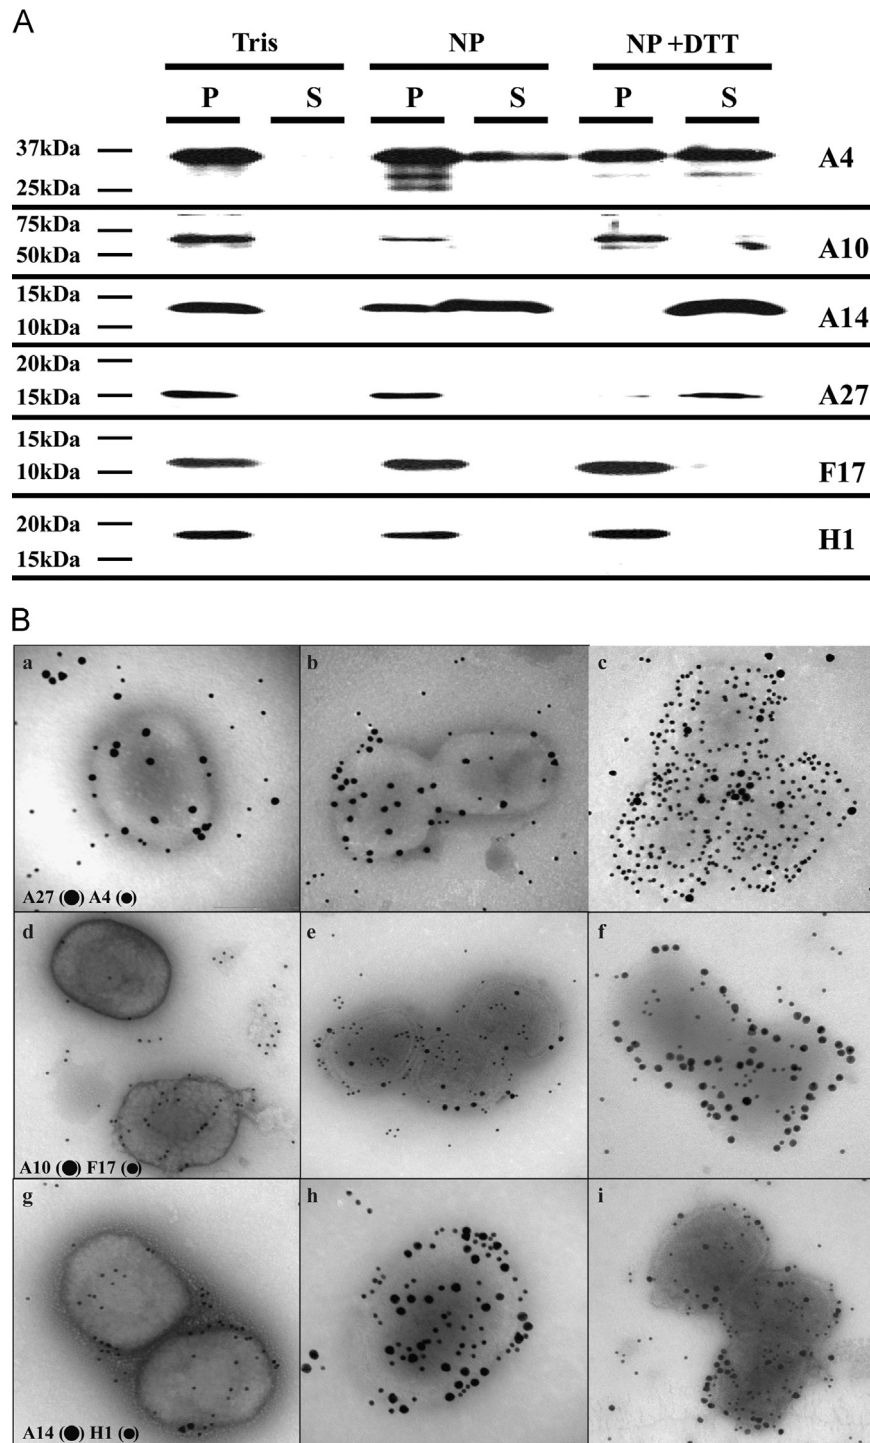 A
Tris NP NP+DTT
P S P S P S
37kDa
25kDa
A4
75kDa
50kDa
A10
15kDa
10kDa
A14
20kDa
15kDa
A27
15kDa
10kDa
F17
20kDa
15kDa
H1
B
a b c
A27 (●) A4 (●)
d e f
A10 (●) F17 (●)
g h i
A14 (●) H1 (●)